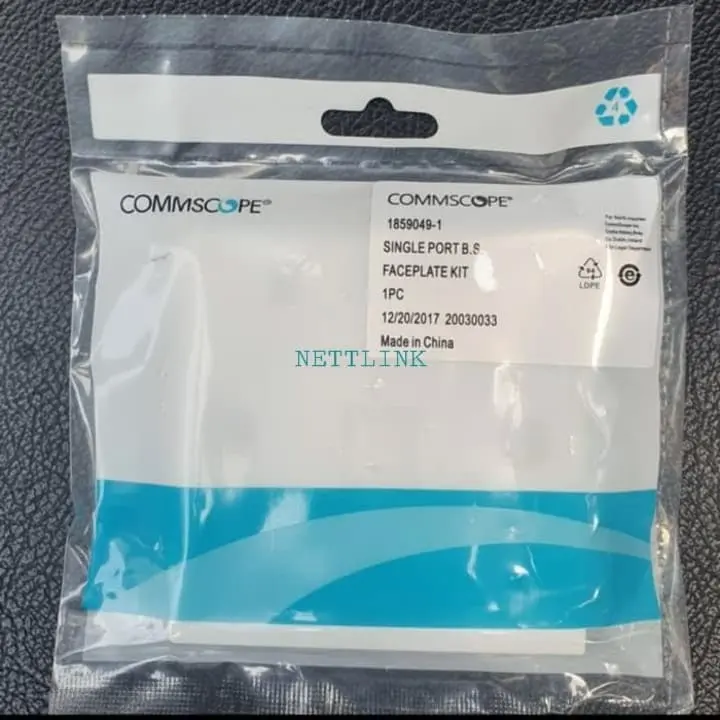 4
COMMSCOPE®
COMMSCOPE®
1859049-1
SINGLE PORT B.S
FACEPLATE KIT
1PC
12/20/2017 20030033
Made in China
04
LDPE
e
NETTLINK